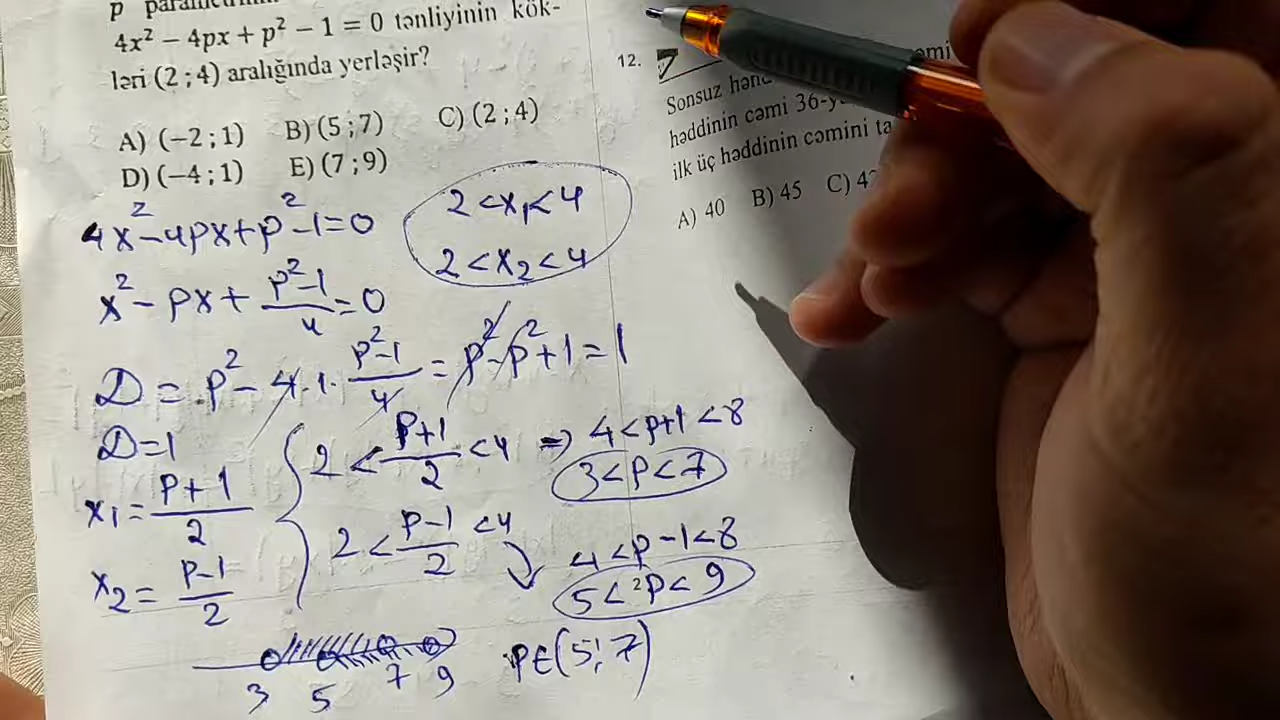 p
4x² − 4px + p² − 1 = 0 tənliyinin kök-
ləri (2 ; 4) aralığında yerləşir?
A) (−2 ; 1) B) (5 ; 7) C) (2 ; 4)
D) (−4 ; 1) E) (7 ; 9)
4x² − 4px + p² − 1 = 0
x² − px + (p² − 1)/4 = 0
2 < x₁ < 4
2 < x₂ < 4
D = p² − 4 · 1 · (p² − 1)/4 = p² − p² + 1 = 1
D = 1
x₁ = (p + 1)/2
x₂ = (p − 1)/2
{ 2 < (p + 1)/2 < 4 ⇒ 4 < p + 1 < 8
3 < p < 7
2 < (p − 1)/2 < 4
4 < p − 1 < 8
5 < p < 9
3 5 7 9
p ∈ (5 ; 7)
12.
Sonsuz
həddinin cəmi
ilk üç həddinin cəmini
A) 40 B) 45 C)